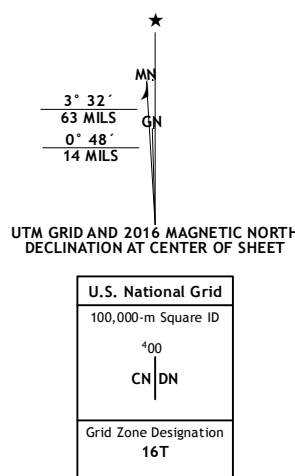 ★
MN
3° 32´
63 MILS
GN
0° 48´
14 MILS
UTM GRID AND 2016 MAGNETIC NORTH
DECLINATION AT CENTER OF SHEET
U.S. National Grid
100,000-m Square ID
⁴00
CN DN
Grid Zone Designation
16T